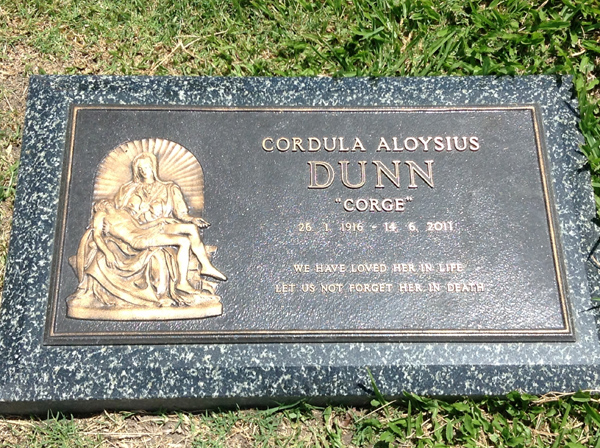 CORDULA ALOYSIUS
DUNN
"CORGE"
26. 1. 1916 - 14. 6. 2011
WE HAVE LOVED HER IN LIFE
LET US NOT FORGET HER IN DEATH